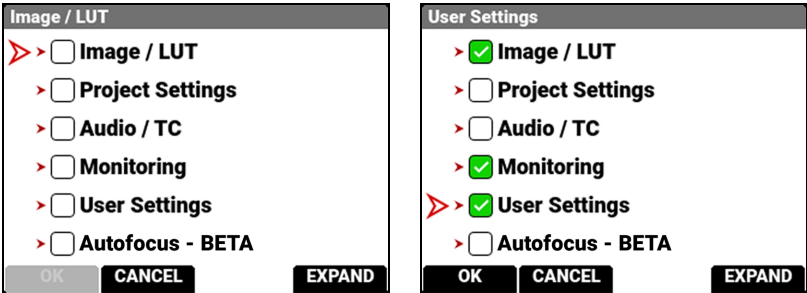 Image / LUT
Image / LUT
Project Settings
Audio / TC
Monitoring
User Settings
Autofocus - BETA
OK CANCEL EXPAND
User Settings
Image / LUT
Project Settings
Audio / TC
Monitoring
User Settings
Autofocus - BETA
OK CANCEL EXPAND